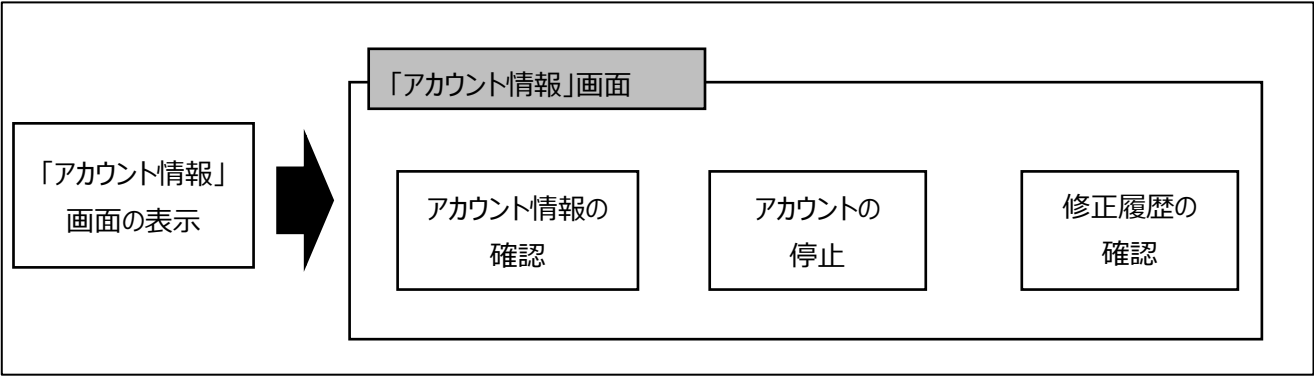 「アカウント情報」画面
「アカウント情報」
画面の表示
アカウント情報の
確認
アカウントの
停止
修正履歴の
確認